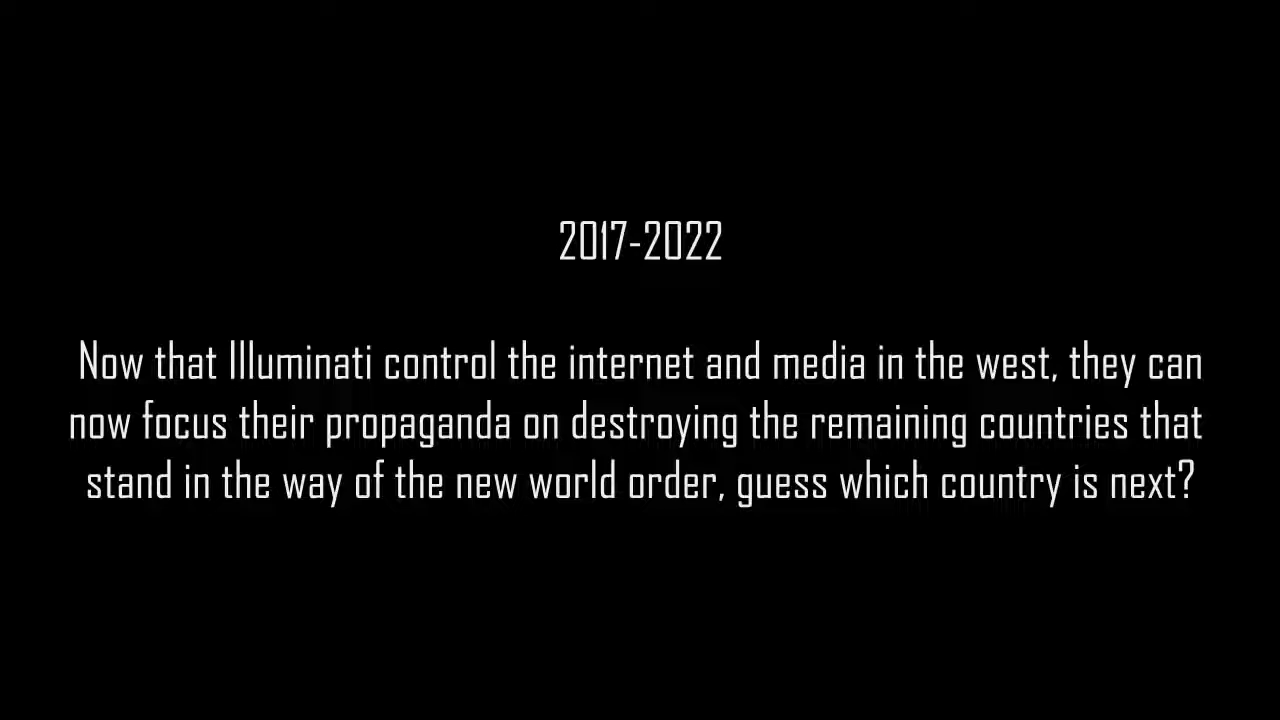 2017-2022
Now that Illuminati control the internet and media in the west, they can
now focus their propaganda on destroying the remaining countries that
stand in the way of the new world order, guess which country is next?